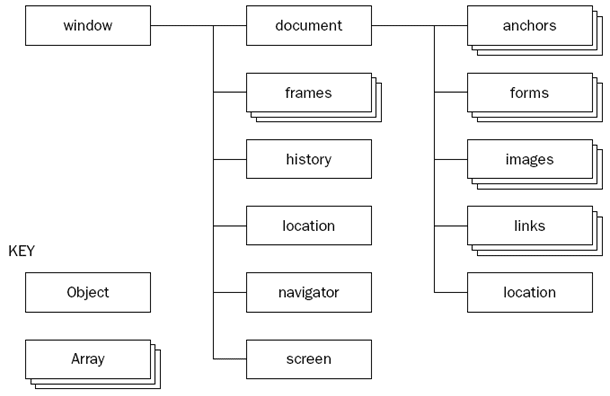 window
document
anchors
frames
forms
history
images
location
links
KEY
Object
navigator
location
Array
screen